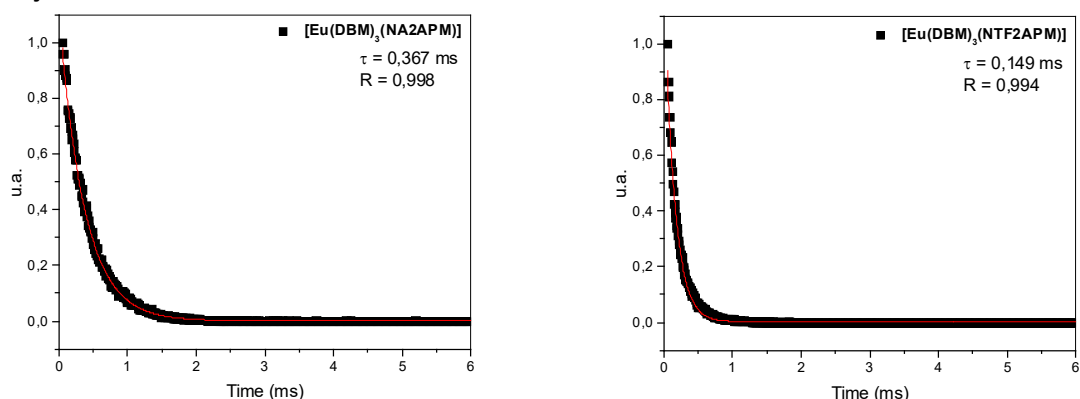 [Eu(DBM)3(NA2APM)]
τ = 0,367 ms
R = 0,998
1,0
0,8
0,6
0,4
0,2
0,0
u.a.
0 1 2 3 4 5 6
Time (ms)
[Eu(DBM)3(NTF2APM)]
τ = 0,149 ms
R = 0,994
1,0
0,8
0,6
0,4
0,2
0,0
u.a.
0 1 2 3 4 5 6
Time (ms)